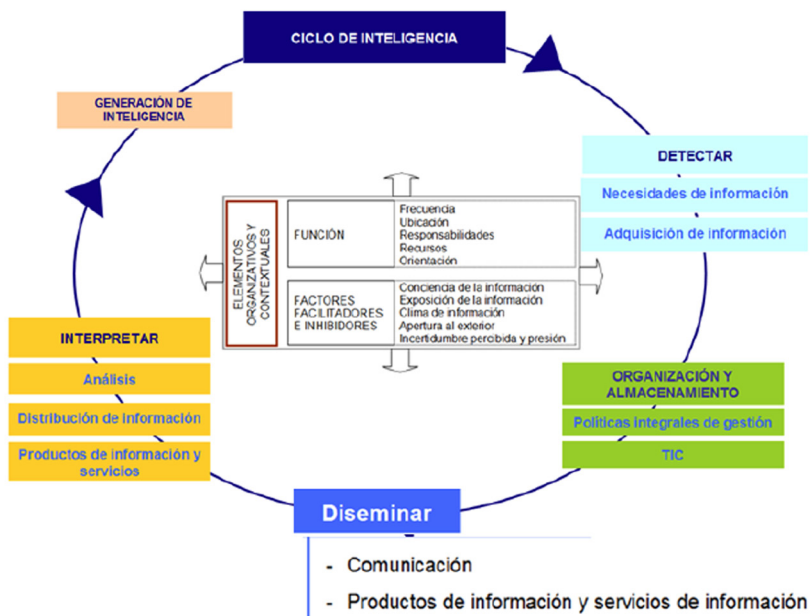 CICLO DE INTELIGENCIA
GENERACIÓN DE
INTELIGENCIA
DETECTAR
Necesidades de información
Adquisición de información
ELEMENTOS
ORGANIZATIVOS Y
CONTEXTUALES
FUNCIÓN
Frecuencia
Ubicación
Responsabilidades
Recursos
Orientación
FACTORES
FACILITADORES
E INHIBIDORES
Conciencia de la información
Exposición de la información
Clima de información
Apertura al exterior
Incertidumbre percibida y presión
INTERPRETAR
Análisis
Distribución de información
Productos de información y
servicios
ORGANIZACIÓN Y
ALMACENAMIENTO
Políticas integrales de gestión
TIC
Diseminar
- Comunicación
- Productos de información y servicios de información